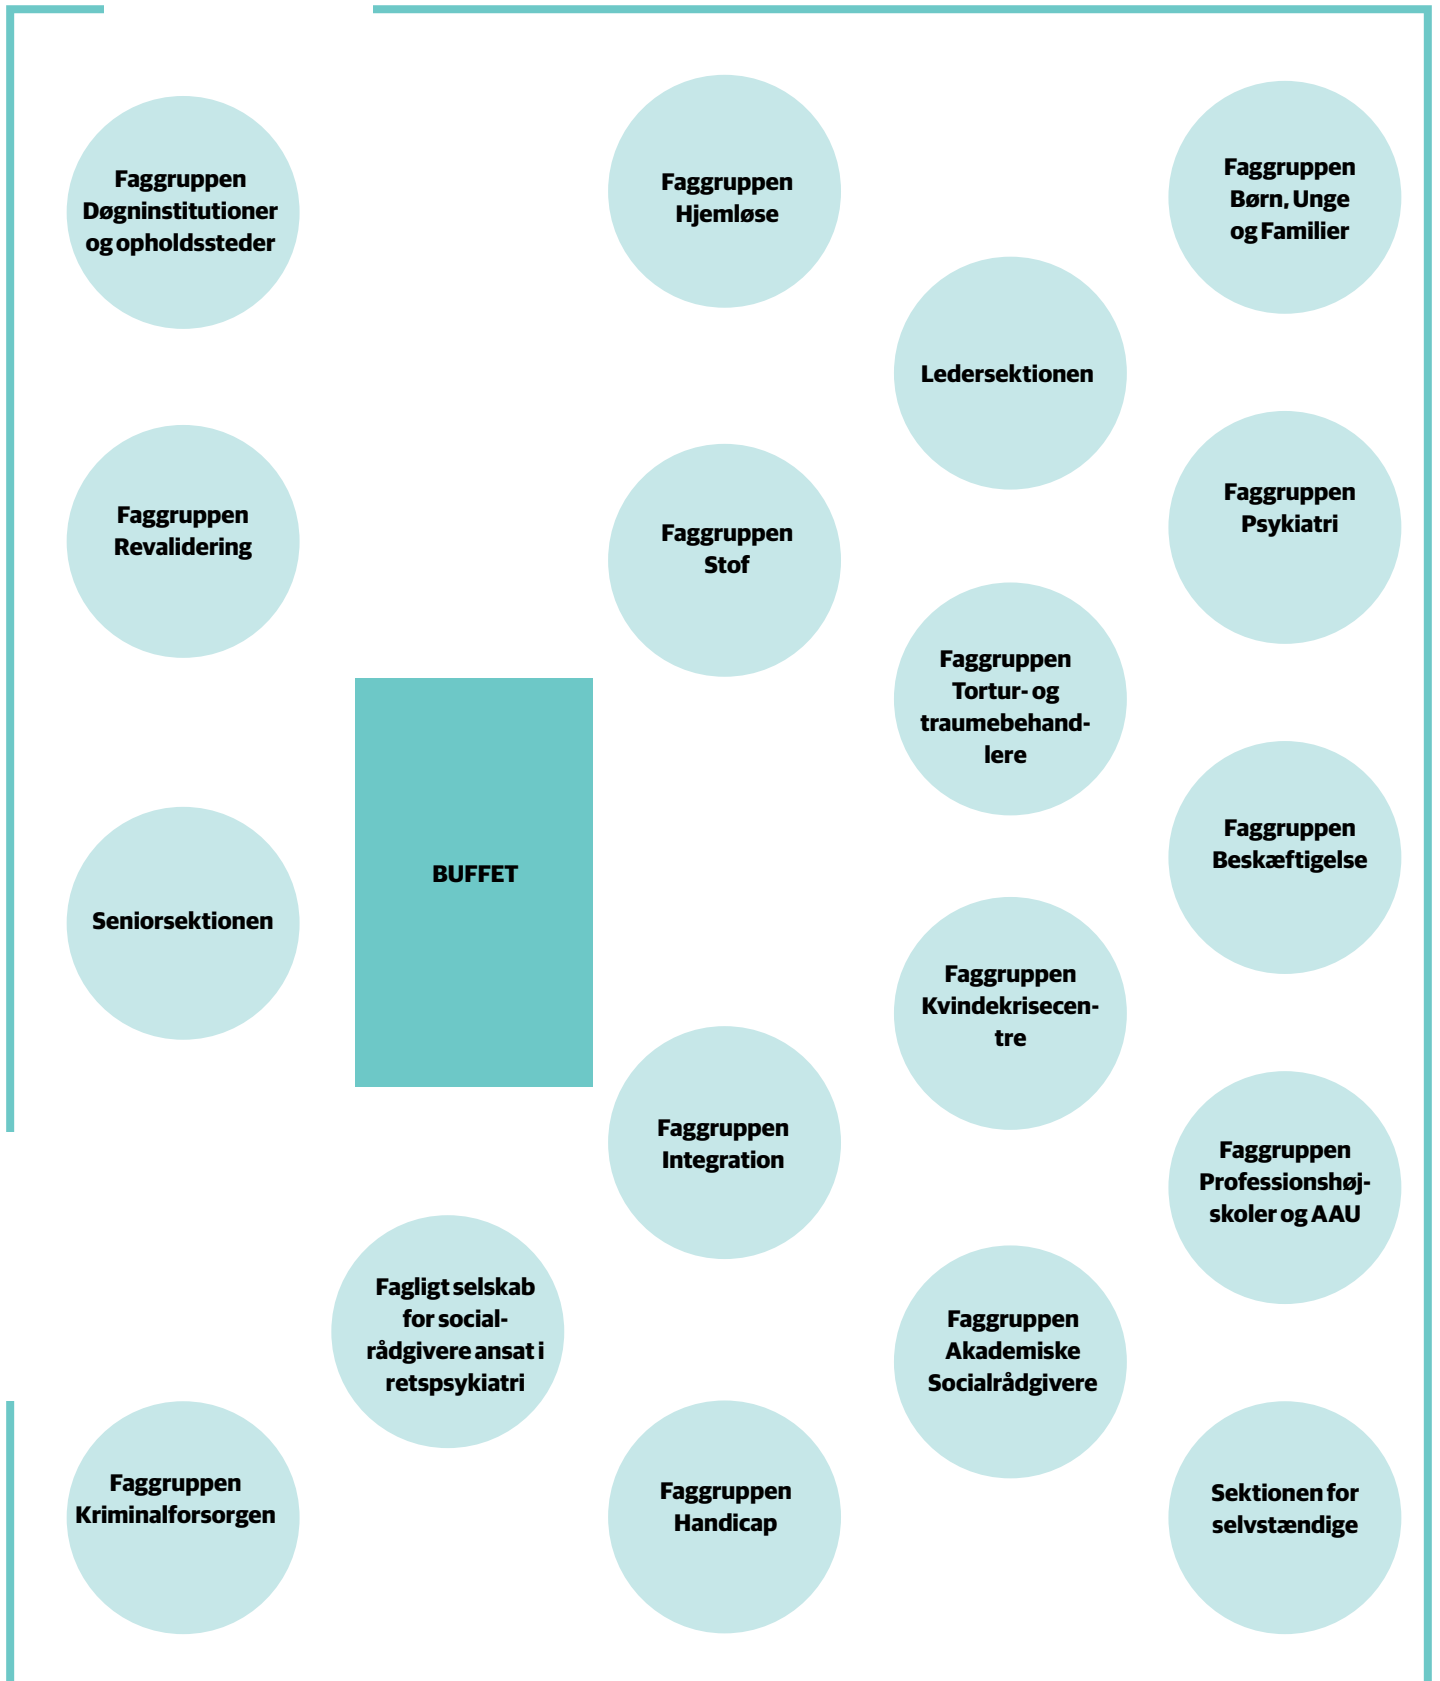 Faggruppen
Døgninstitutioner
og opholdssteder
Faggruppen
Hjemløse
Faggruppen
Børn, Unge
og Familier
Ledersektionen
Faggruppen
Revalidering
Faggruppen
Stof
Faggruppen
Psykiatri
Faggruppen
Tortur- og
traumebehand-
lere
BUFFET
Faggruppen
Beskæftigelse
Seniorsektionen
Faggruppen
Kvindekrisecen-
tre
Faggruppen
Integration
Faggruppen
Professionshøj-
skoler og AAU
Fagligt selskab
for social-
rådgivere ansat i
retspsykiatri
Faggruppen
Akademiske
Socialrådgivere
Faggruppen
Kriminalforsorgen
Faggruppen
Handicap
Sektionen for
selvstændige